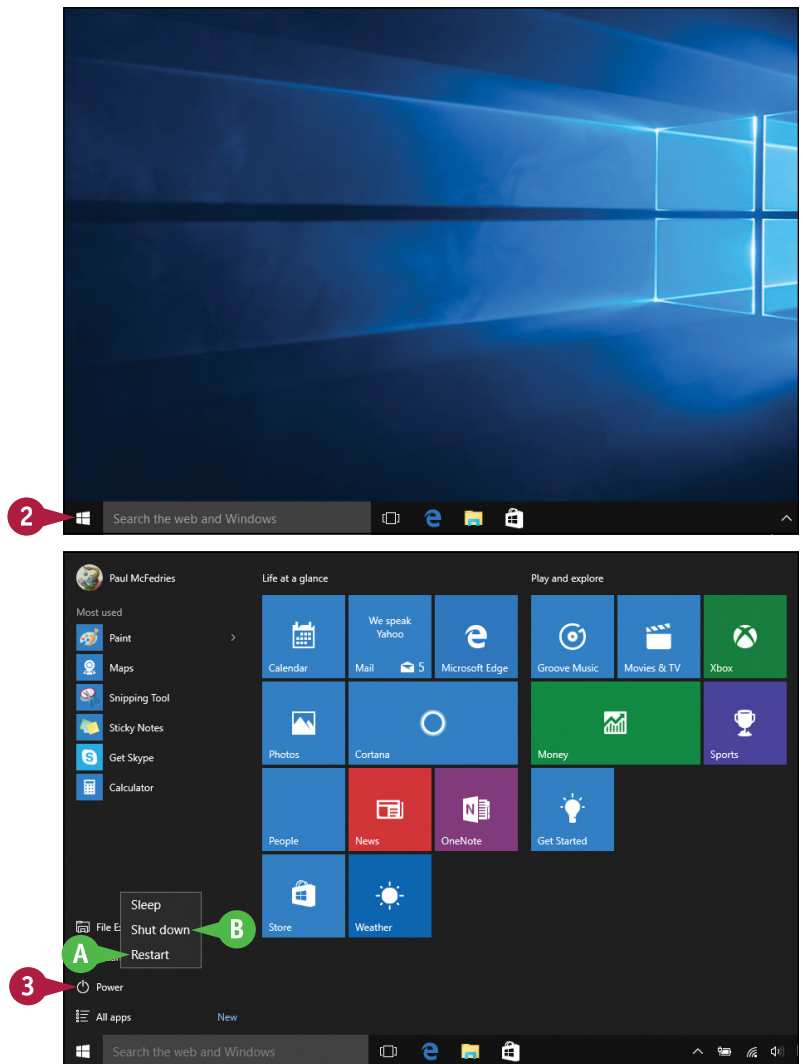 2
Search the web and Windows
Paul McFedries
Most used
Paint
Maps
Snipping Tool
Sticky Notes
Get Skype
Calculator
Sleep
File E
Shut down
B
A
Restart
3
Power
All apps New
Life at a glance
Calendar
We speak
Yahoo
Mail 5
Microsoft Edge
Photos
Cortana
People
News
OneNote
Store
Weather
Play and explore
Groove Music
Movies & TV
Xbox
Money
Sports
Get Started
Search the web and Windows